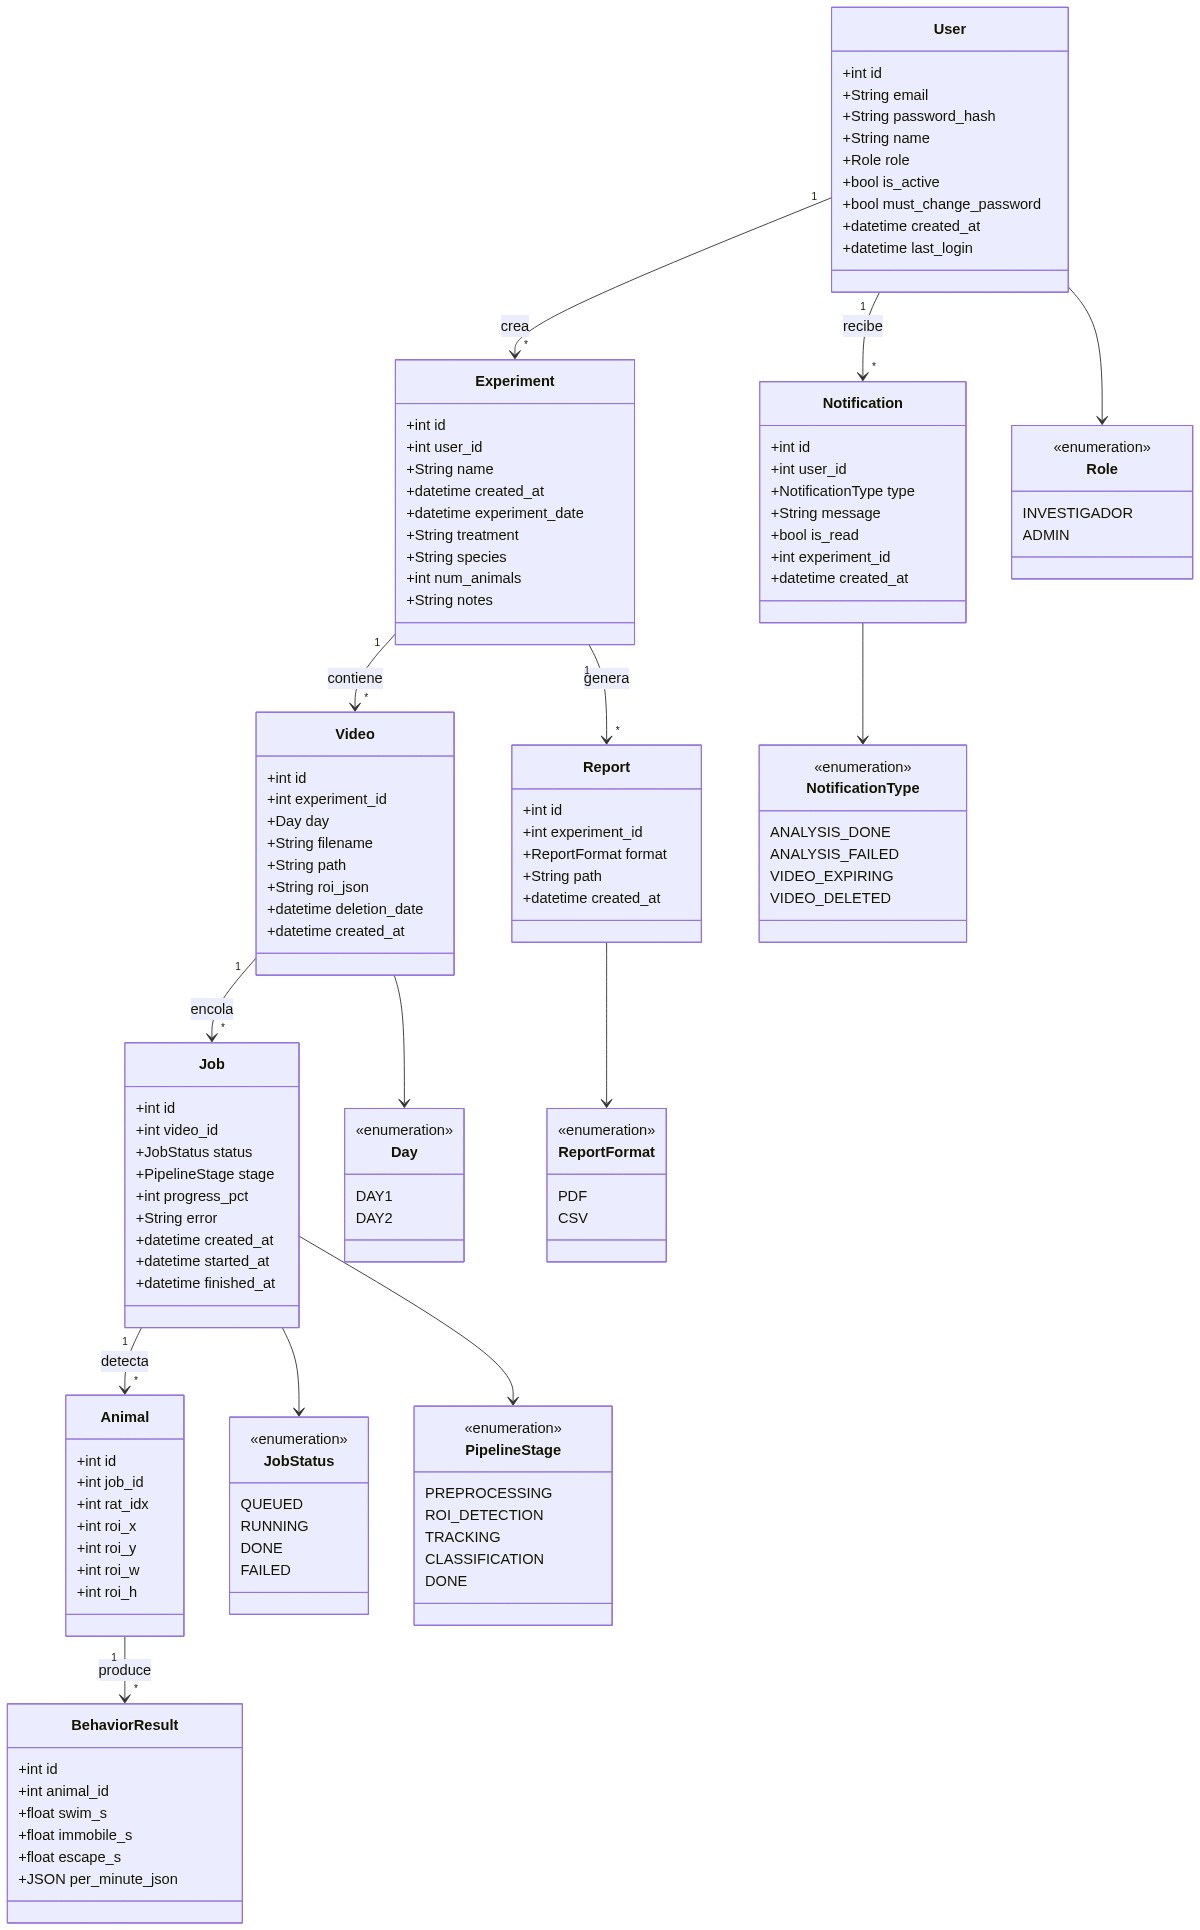 User
+int id
+String email
+String password_hash
+String name
+Role role
+bool is_active
+bool must_change_password
+datetime created_at
+datetime last_login
1
crea
*
1
recibe
*
Experiment
+int id
+int user_id
+String name
+datetime created_at
+datetime experiment_date
+String treatment
+String species
+int num_animals
+String notes
Notification
+int id
+int user_id
+NotificationType type
+String message
+bool is_read
+int experiment_id
+datetime created_at
«enumeration»
Role
INVESTIGADOR
ADMIN
1
contiene
*
1
genera
*
Video
+int id
+int experiment_id
+Day day
+String filename
+String path
+String roi_json
+datetime deletion_date
+datetime created_at
Report
+int id
+int experiment_id
+ReportFormat format
+String path
+datetime created_at
«enumeration»
NotificationType
ANALYSIS_DONE
ANALYSIS_FAILED
VIDEO_EXPIRING
VIDEO_DELETED
1
encola
*
Job
+int id
+int video_id
+JobStatus status
+PipelineStage stage
+int progress_pct
+String error
+datetime created_at
+datetime started_at
+datetime finished_at
«enumeration»
Day
DAY1
DAY2
«enumeration»
ReportFormat
PDF
CSV
1
detecta
*
Animal
+int id
+int job_id
+int rat_idx
+int roi_x
+int roi_y
+int roi_w
+int roi_h
«enumeration»
JobStatus
QUEUED
RUNNING
DONE
FAILED
«enumeration»
PipelineStage
PREPROCESSING
ROI_DETECTION
TRACKING
CLASSIFICATION
DONE
1
produce
*
BehaviorResult
+int id
+int animal_id
+float swim_s
+float immobile_s
+float escape_s
+JSON per_minute_json